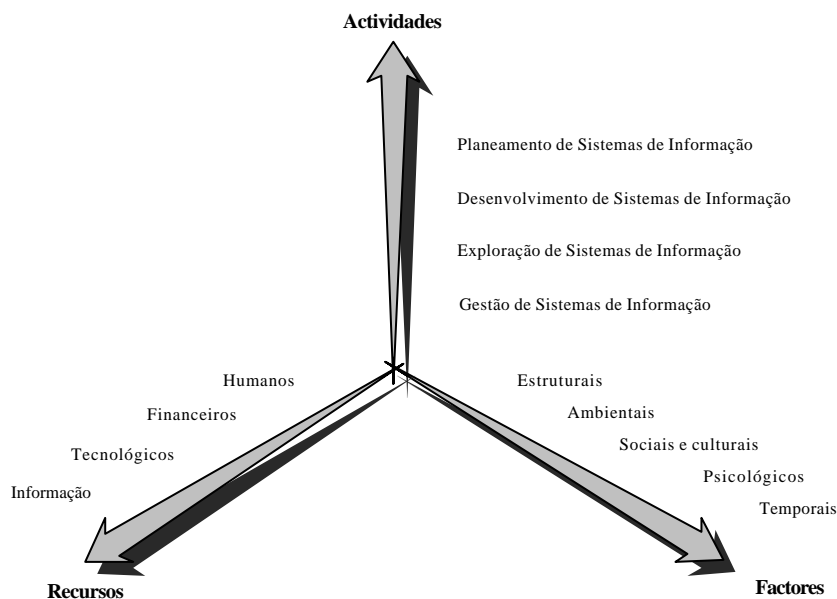 Actividades
Planeamento de Sistemas de Informação
Desenvolvimento de Sistemas de Informação
Exploração de Sistemas de Informação
Gestão de Sistemas de Informação
Humanos
Financeiros
Tecnológicos
Informação
Recursos
Estruturais
Ambientais
Sociais e culturais
Psicológicos
Temporais
Factores